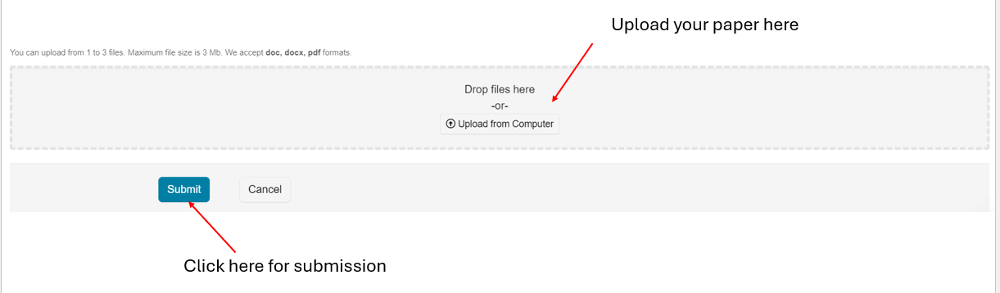 Upload your paper here
You can upload from 1 to 3 files. Maximum file size is 3 Mb. We accept doc, docx, pdf formats.
Drop files here
-or-
Upload from Computer
Submit Cancel
Click here for submission